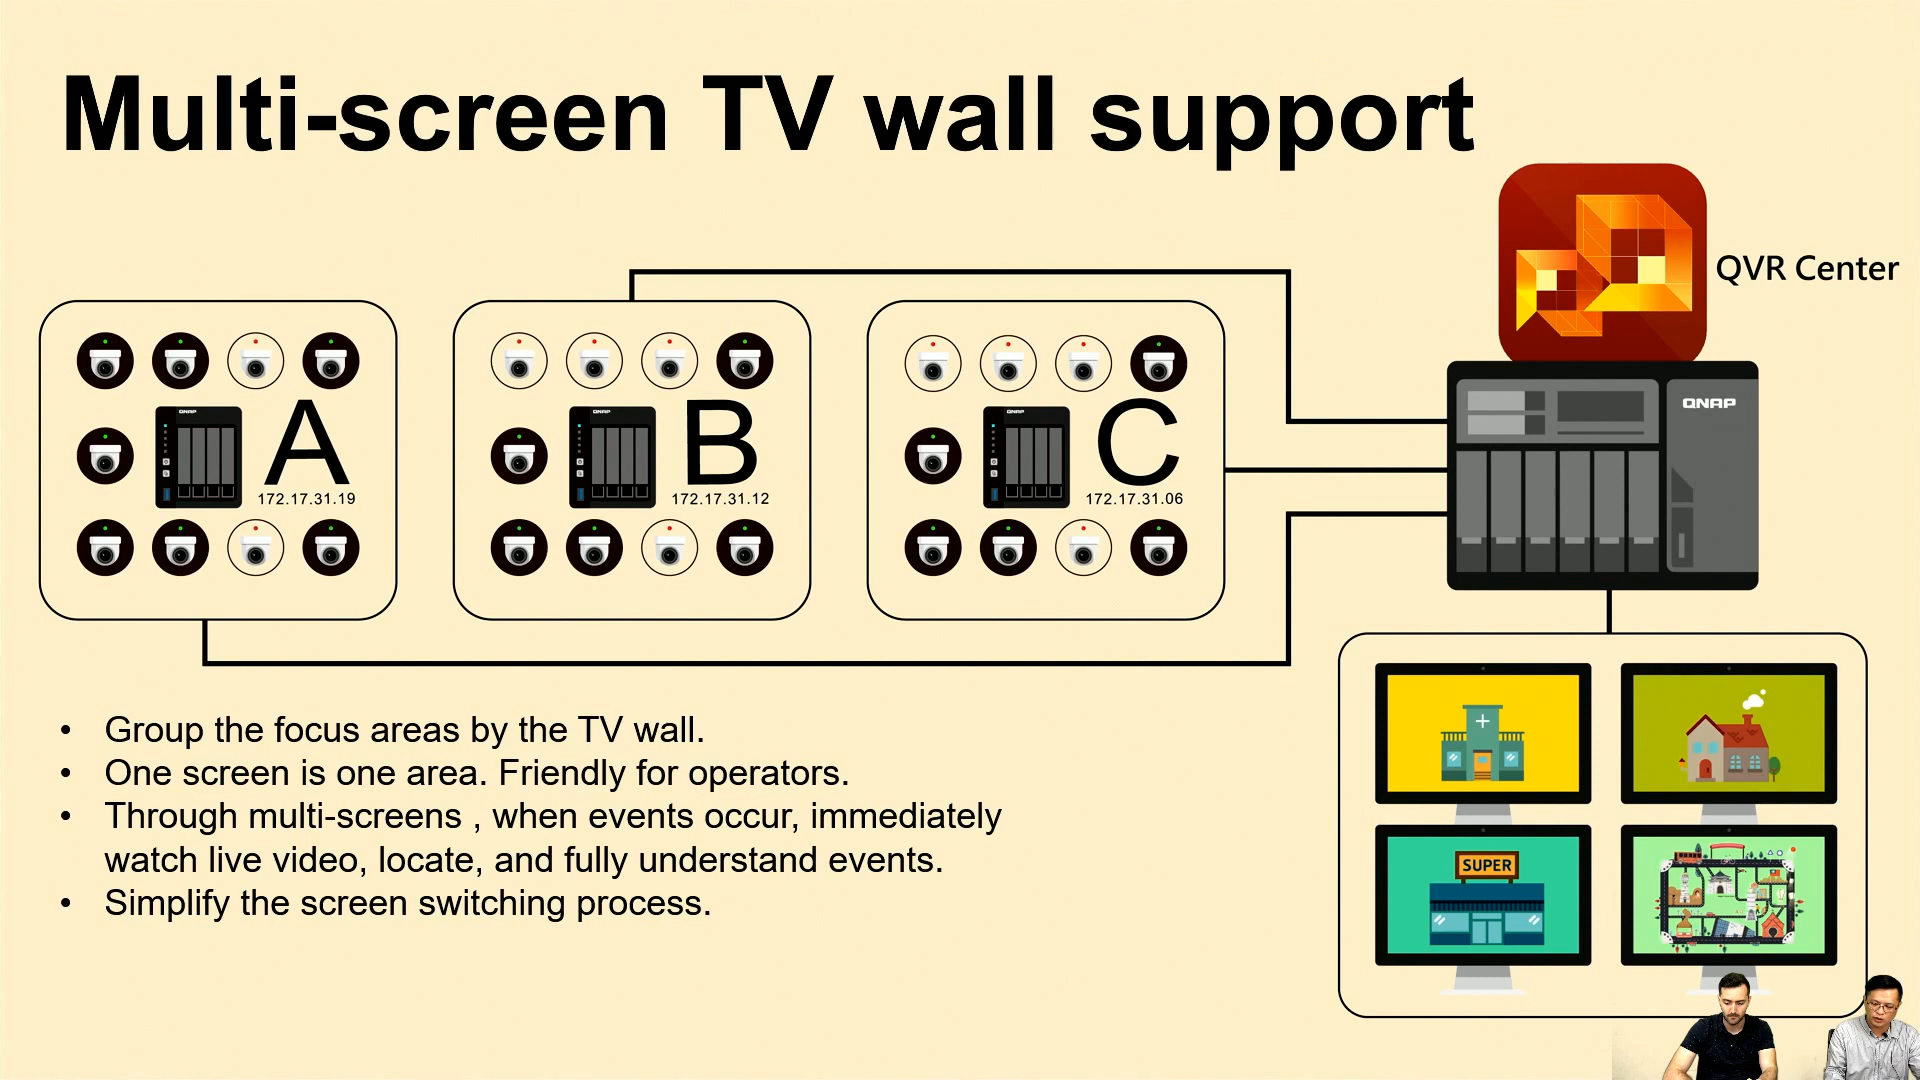 Multi-screen TV wall support
QVR Center
QNAP
A
172.17.31.19
QNAP
B
172.17.31.12
QNAP
C
172.17.31.06
QNAP
• Group the focus areas by the TV wall.
• One screen is one area. Friendly for operators.
• Through multi-screens , when events occur, immediately
watch live video, locate, and fully understand events.
• Simplify the screen switching process.
SUPER